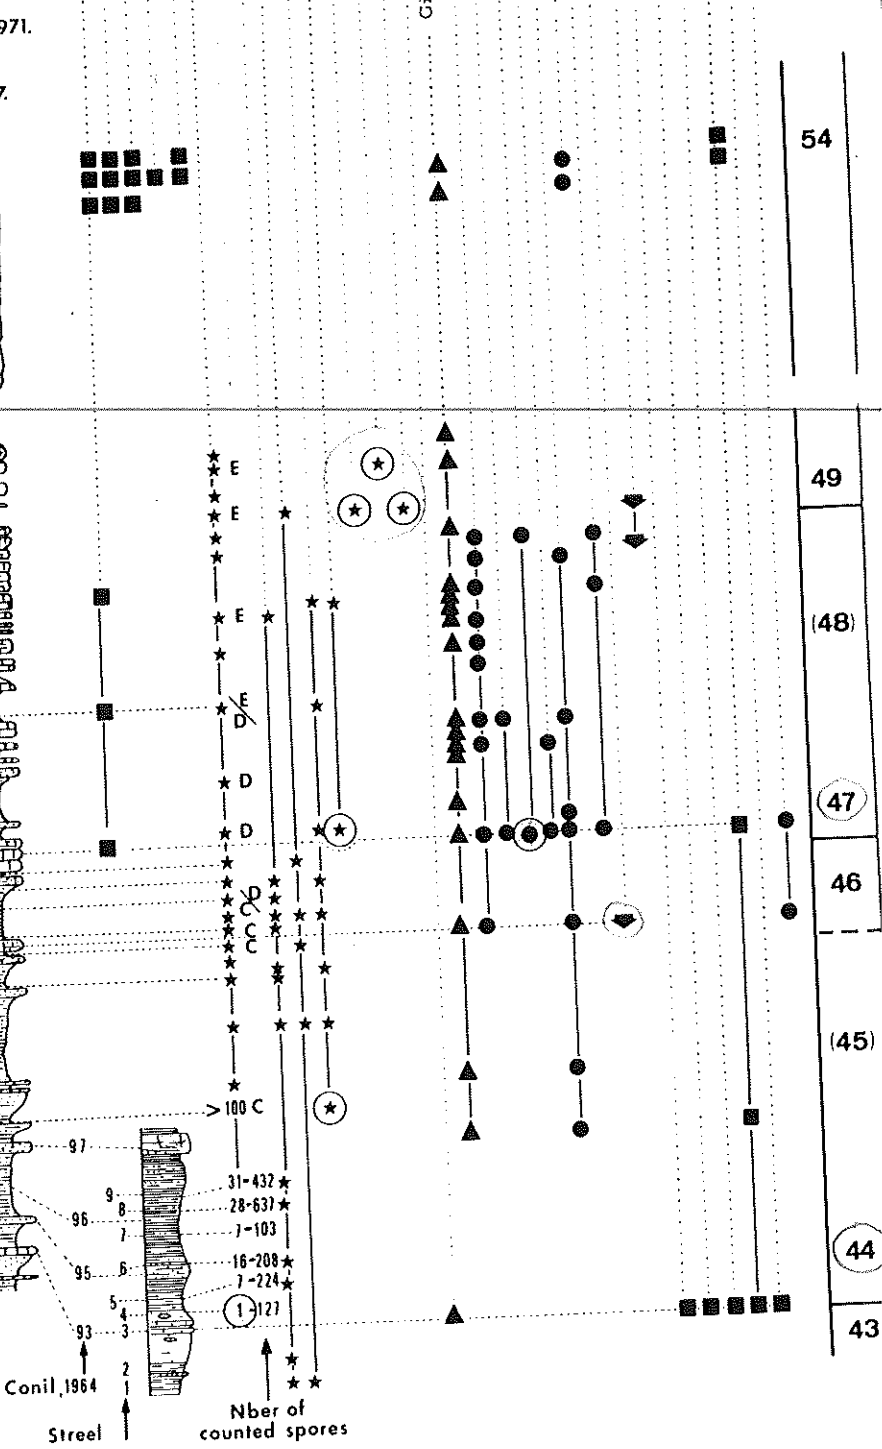 971.
7.
54
E
49
E
(48)
E
E
D
D
47
D
46
D
C
C
C
(45)
>100 C
97
31-432
9
28-637
8
96
7
7-103
44
16-208
95
6
7-224
5
1-127
4
43
93
3
2
Conil, 1964
1
Nber of
Streel
counted spores